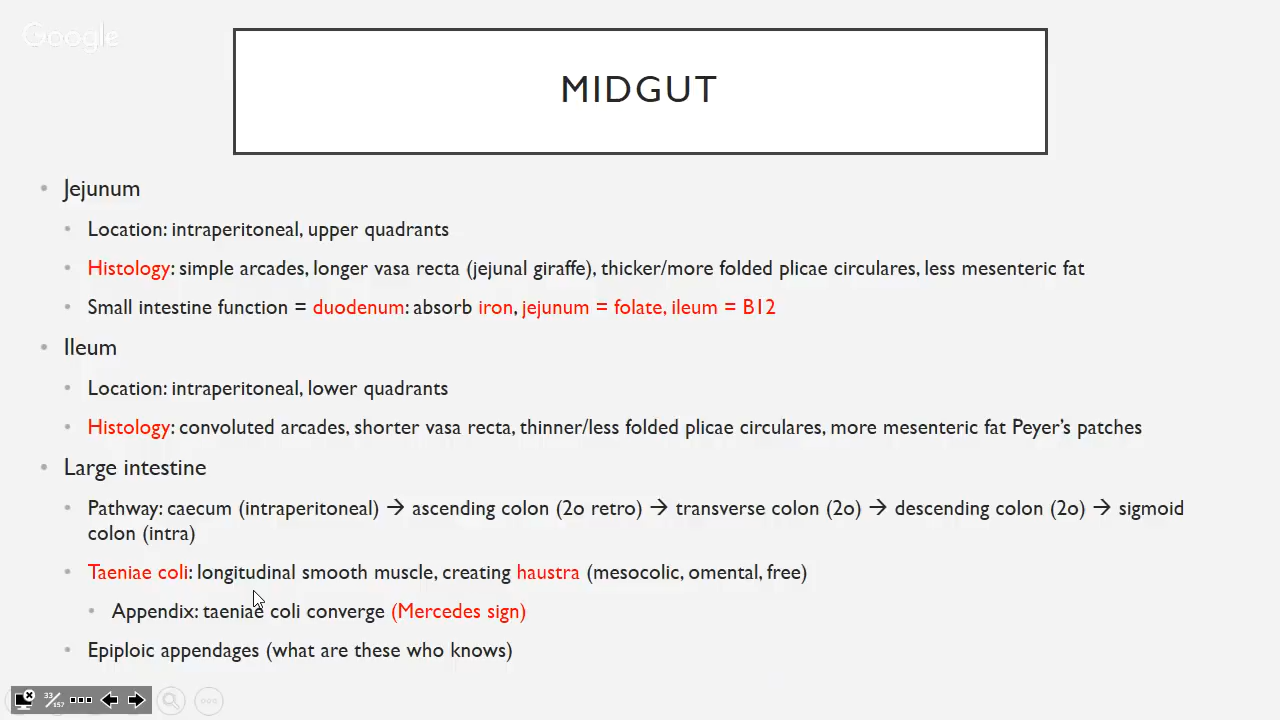 Google
MIDGUT
• Jejunum
• Location: intraperitoneal, upper quadrants
• Histology: simple arcades, longer vasa recta (jejunal giraffe), thicker/more folded plicae circulares, less mesenteric fat
• Small intestine function = duodenum: absorb iron, jejunum = folate, ileum = B12
• Ileum
• Location: intraperitoneal, lower quadrants
• Histology: convoluted arcades, shorter vasa recta, thinner/less folded plicae circulares, more mesenteric fat Peyer's patches
• Large intestine
• Pathway: caecum (intraperitoneal) → ascending colon (2o retro) → transverse colon (2o) → descending colon (2o) → sigmoid
colon (intra)
• Taeniae coli: longitudinal smooth muscle, creating haustra (mesocolic, omental, free)
• Appendix: taeniae coli converge (Mercedes sign)
• Epiploic appendages (what are these who knows)
33/157